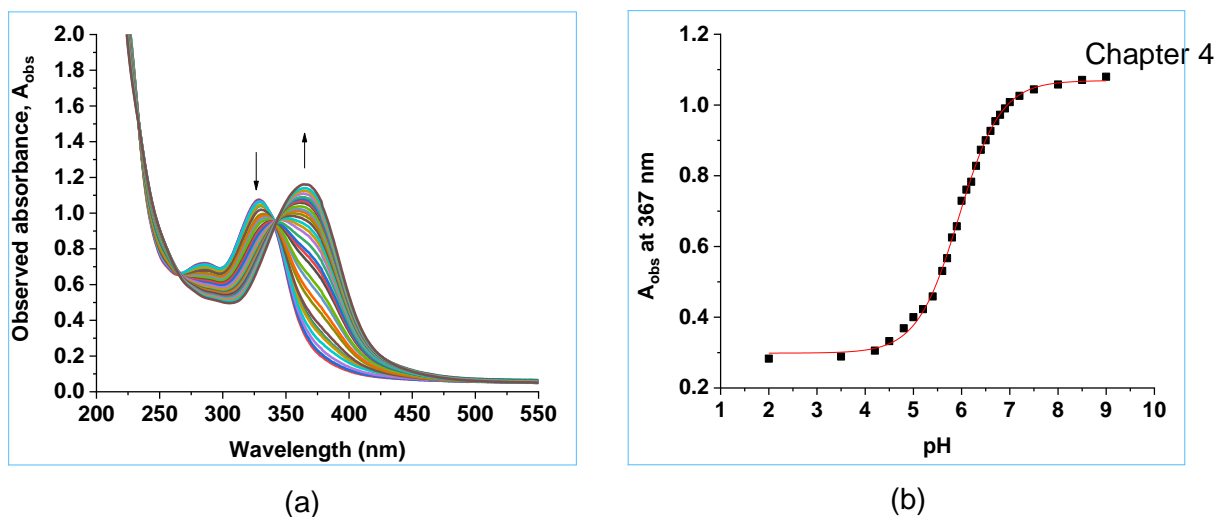 Observed absorbance, A_obs
2.0
1.8
1.6
1.4
1.2
1.0
0.8
0.6
0.4
0.2
0.0
200 250 300 350 400 450 500 550
Wavelength (nm)
(a)
Chapter 4
A_obs at 367 nm
1.2
1.0
0.8
0.6
0.4
0.2
1 2 3 4 5 6 7 8 9 10
pH
(b)